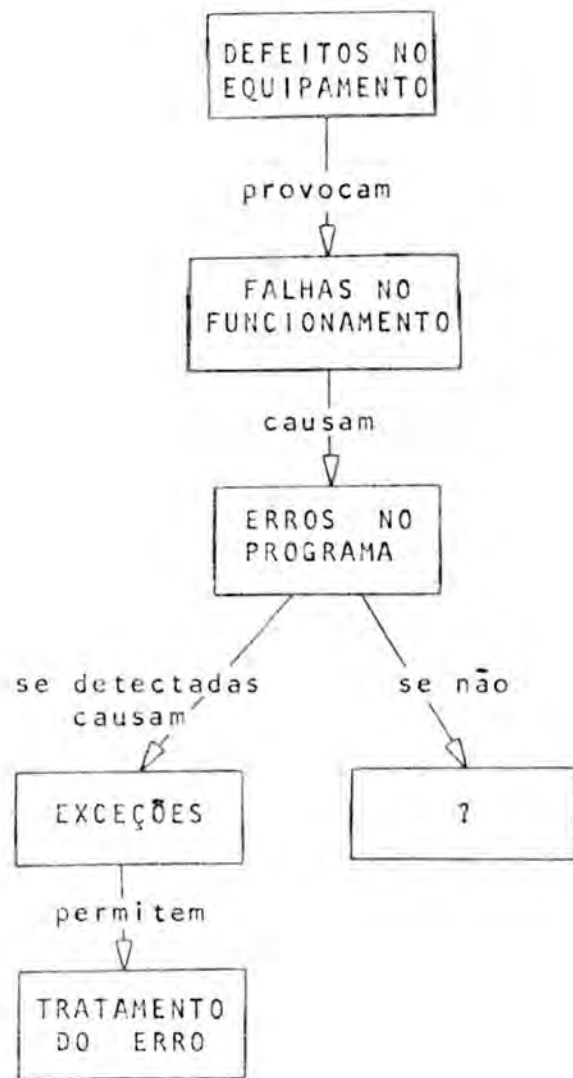 DEFEITOS NO
EQUIPAMENTO
provocam
FALHAS NO
FUNCIONAMENTO
causam
ERROS NO
PROGRAMA
se detectadas
causam
se não
EXCEÇÕES
?
permitem
TRATAMENTO
DO ERRO